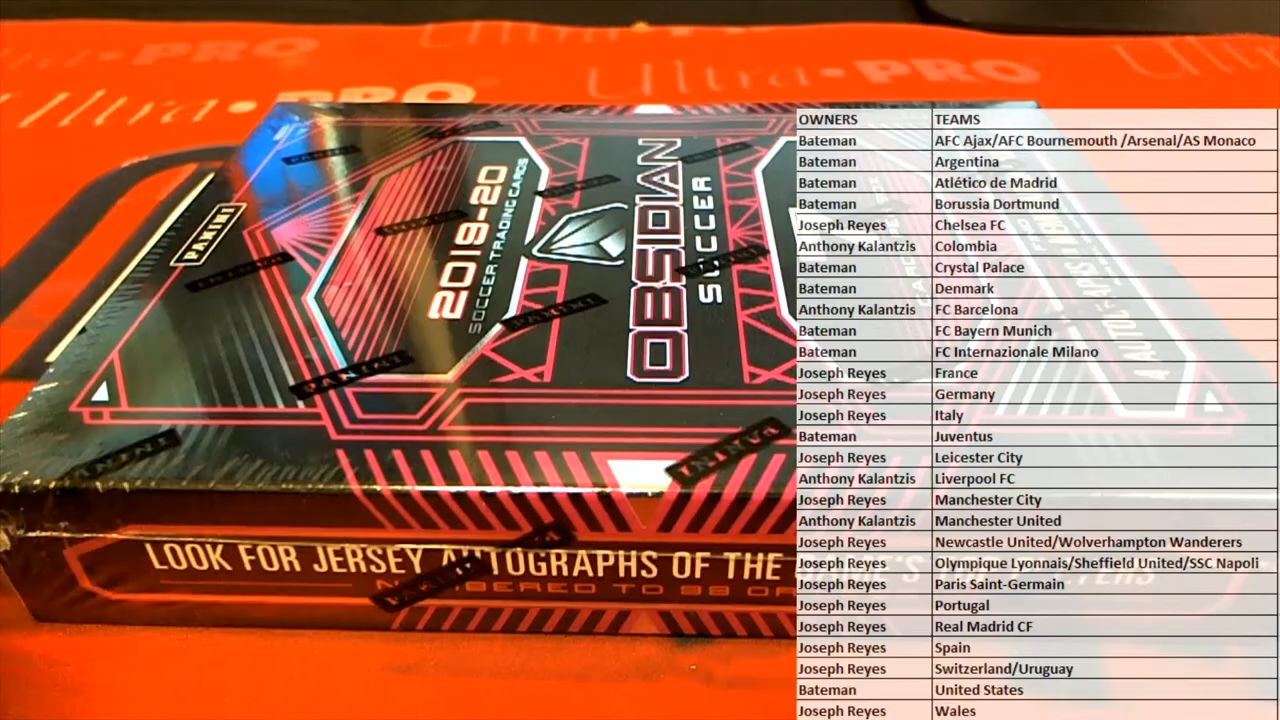 Ultra•PRO
Ultra•PRO
Ultra•PRO
PANINI
2019-20
SOCCER TRADING CARDS
OBSIDIAN
SOCCER
PANINI
LOOK FOR JERSEY AUTOGRAPHS OF THE GAME'S
NUMBERED TO 99 OR
OWNERS TEAMS
Bateman AFC Ajax/AFC Bournemouth /Arsenal/AS Monaco
Bateman Argentina
Bateman Atlético de Madrid
Bateman Borussia Dortmund
Joseph Reyes Chelsea FC
Anthony Kalantzis Colombia
Bateman Crystal Palace
Bateman Denmark
Anthony Kalantzis FC Barcelona
Bateman FC Bayern Munich
Bateman FC Internazionale Milano
Joseph Reyes France
Joseph Reyes Germany
Joseph Reyes Italy
Bateman Juventus
Joseph Reyes Leicester City
Anthony Kalantzis Liverpool FC
Joseph Reyes Manchester City
Anthony Kalantzis Manchester United
Joseph Reyes Newcastle United/Wolverhampton Wanderers
Joseph Reyes Olympique Lyonnais/Sheffield United/SSC Napoli
Joseph Reyes Paris Saint-Germain
Joseph Reyes Portugal
Joseph Reyes Real Madrid CF
Joseph Reyes Spain
Joseph Reyes Switzerland/Uruguay
Bateman United States
Joseph Reyes Wales